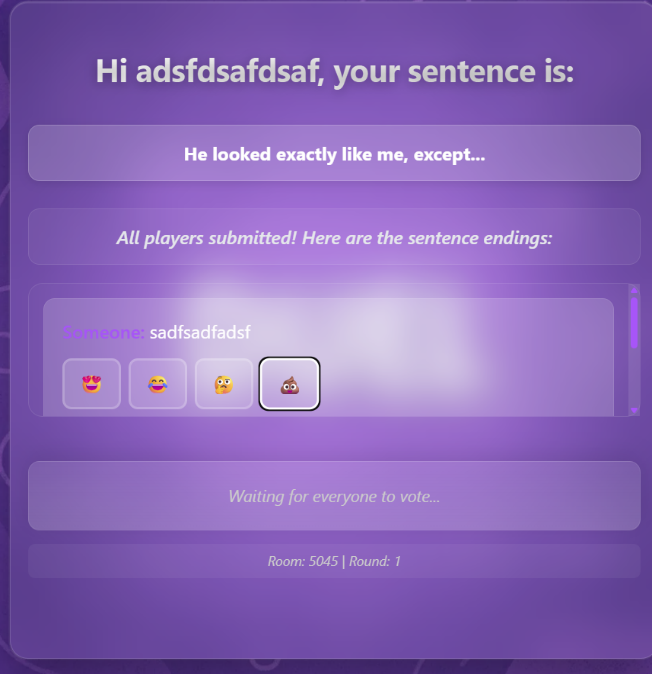 Hi adsfdsafdsaf, your sentence is:
He looked exactly like me, except...
All players submitted! Here are the sentence endings:
Someone: sadfsadfadsf
Waiting for everyone to vote...
Room: 5045 | Round: 1